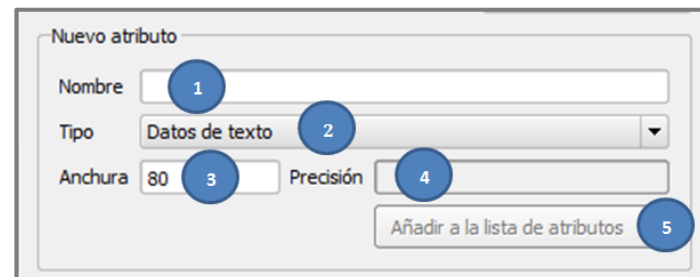 Nuevo atributo
Nombre 1
Tipo Datos de texto 2
Anchura 80 3 Precisión 4
Añadir a la lista de atributos 5